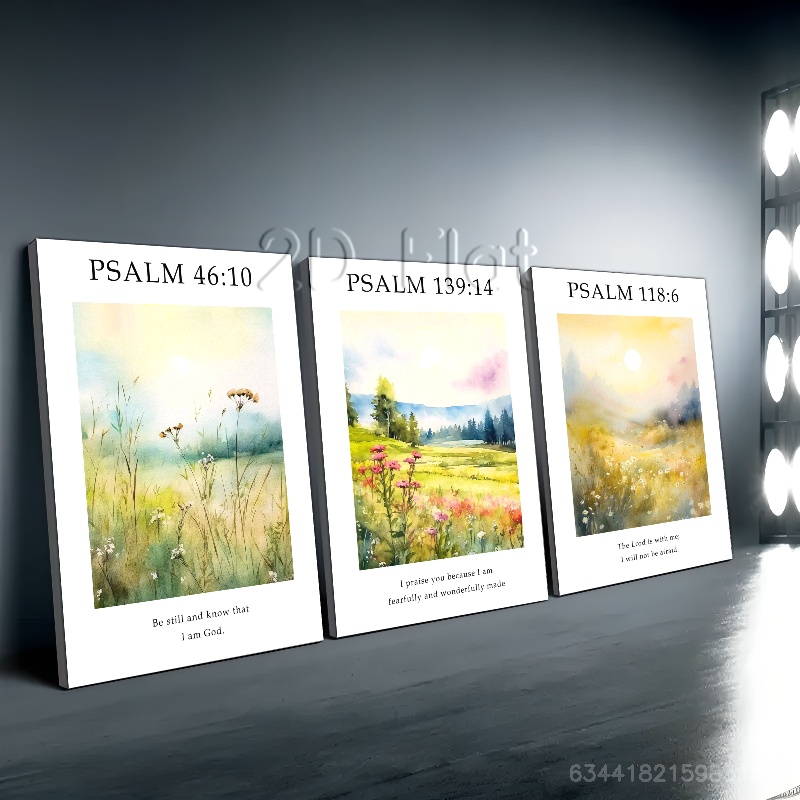 2D Flat
PSALM 46:10
Be still and know that
I am God.
PSALM 139:14
I praise you because I am
fearfully and wonderfully made
PSALM 118:6
The Lord is with me;
I will not be afraid.